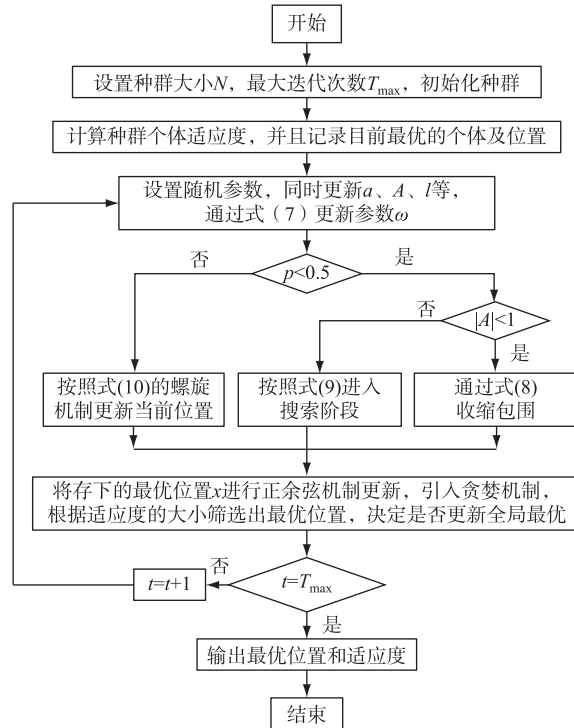 开始
设置种群大小N，最大迭代次数Tmax，初始化种群
计算种群个体适应度，并且记录目前最优的个体及位置
设置随机参数，同时更新a、A、l等，
通过式（7）更新参数ω
否
p<0.5
是
否
|A|<1
是
按照式(10)的螺旋
机制更新当前位置
按照式(9)进入
搜索阶段
通过式(8)
收缩包围
将存下的最优位置x进行正余弦机制更新，引入贪婪机制，
根据适应度的大小筛选出最优位置，决定是否更新全局最优
t=t+1
否
t=Tmax
是
输出最优位置和适应度
结束